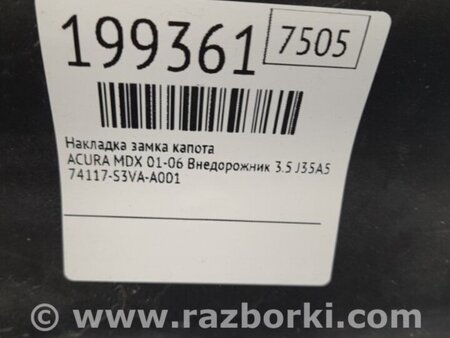 199361 7505
Накладка замка капота
ACURA MDX 01-06 Внедорожник 3.5 J35A5
74117-S3VA-A001
© www.razborki.com